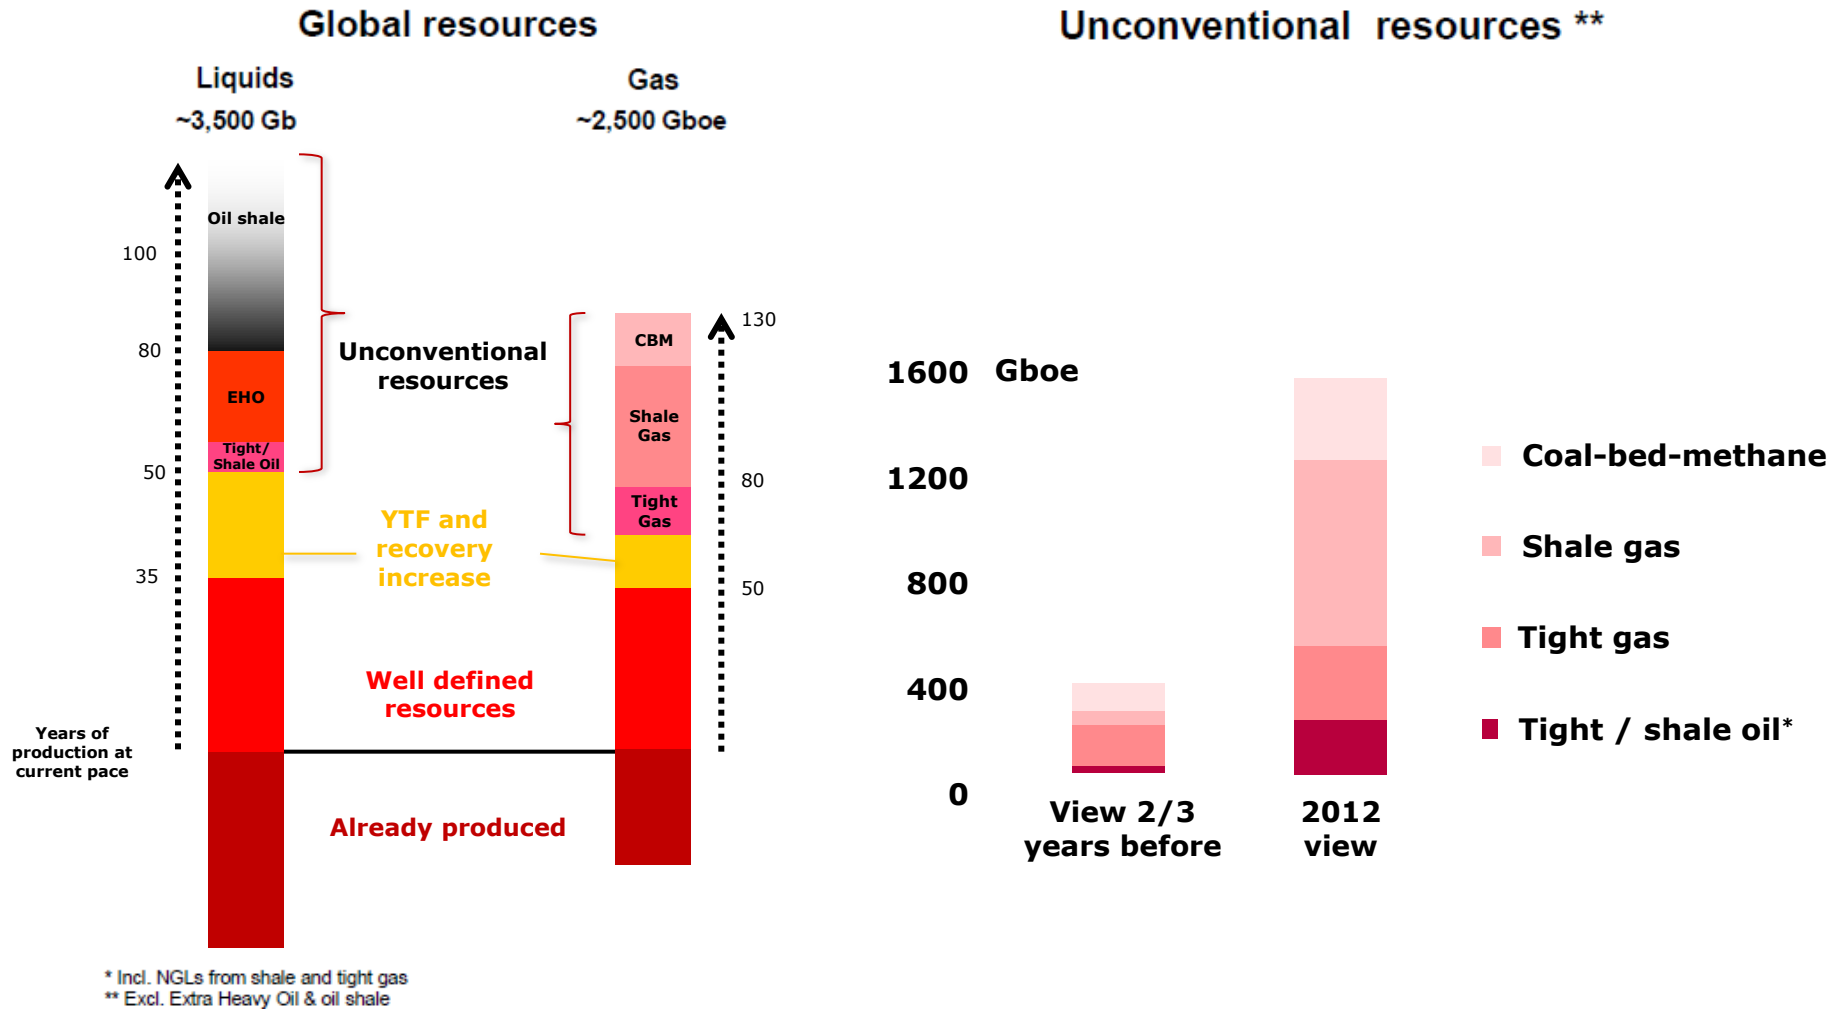 Global resources
Liquids
~3,500 Gb
Gas
~2,500 Gboe
Oil shale
100
80
EHO
Tight/
Shale Oil
50
35
Years of
production at
current pace
Unconventional
resources
YTF and
recovery
increase
Well defined
resources
Already produced
CBM
Shale
Gas
Tight
Gas
130
80
50
* Incl. NGLs from shale and tight gas
** Excl. Extra Heavy Oil & oil shale
Unconventional resources **
1600 Gboe
1200
800
400
0
View 2/3
years before
2012
view
Coal-bed-methane
Shale gas
Tight gas
Tight / shale oil*